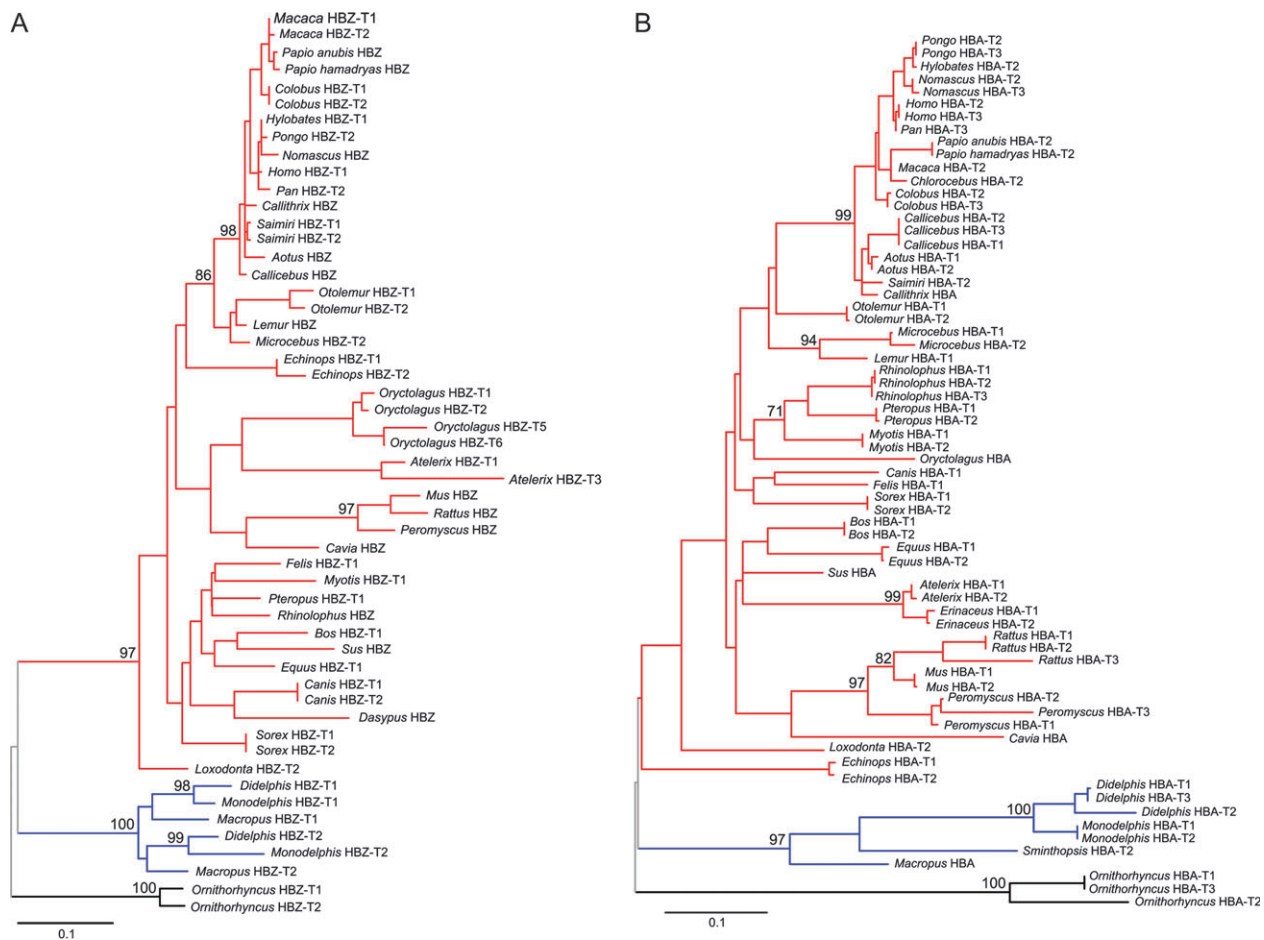 A
Macaca HBZ-T1
Macaca HBZ-T2
Papio anubis HBZ
Papio hamadryas HBZ
Colobus HBZ-T1
Colobus HBZ-T2
Hylobates HBZ-T1
Pongo HBZ-T2
Nomascus HBZ
Homo HBZ-T1
Pan HBZ-T2
Callithrix HBZ
Saimiri HBZ-T1
98
Saimiri HBZ-T2
Aotus HBZ
86
Callicebus HBZ
Otolemur HBZ-T1
Otolemur HBZ-T2
Lemur HBZ
Microcebus HBZ-T2
Echinops HBZ-T1
Echinops HBZ-T2
Oryctolagus HBZ-T1
Oryctolagus HBZ-T2
Oryctolagus HBZ-T5
Oryctolagus HBZ-T6
Atelerix HBZ-T1
Atelerix HBZ-T3
Mus HBZ
97
Rattus HBZ
Peromyscus HBZ
Cavia HBZ
Felis HBZ-T1
Myotis HBZ-T1
Pteropus HBZ-T1
Rhinolophus HBZ
Bos HBZ-T1
Sus HBZ
97
Equus HBZ-T1
Canis HBZ-T1
Canis HBZ-T2
Dasypus HBZ
Sorex HBZ-T1
Sorex HBZ-T2
Loxodonta HBZ-T2
98
Didelphis HBZ-T1
Monodelphis HBZ-T1
Macropus HBZ-T1
100
99
Didelphis HBZ-T2
Monodelphis HBZ-T2
Macropus HBZ-T2
100
Ornithorhyncus HBZ-T1
Ornithorhyncus HBZ-T2
0.1
B
Pongo HBA-T2
Pongo HBA-T3
Hylobates HBA-T2
Nomascus HBA-T2
Nomascus HBA-T3
Homo HBA-T2
Homo HBA-T3
Pan HBA-T3
Papio anubis HBA-T2
Papio hamadryas HBA-T2
Macaca HBA-T2
Chlorocebus HBA-T2
Colobus HBA-T2
Colobus HBA-T3
99
Callicebus HBA-T2
Callicebus HBA-T3
Callicebus HBA-T1
Aotus HBA-T1
Aotus HBA-T2
Saimiri HBA-T2
Callithrix HBA
Otolemur HBA-T1
Otolemur HBA-T2
Microcebus HBA-T1
94
Microcebus HBA-T2
Lemur HBA-T1
Rhinolophus HBA-T1
Rhinolophus HBA-T2
Rhinolophus HBA-T3
71
Pteropus HBA-T1
Pteropus HBA-T2
Myotis HBA-T1
Myotis HBA-T2
Oryctolagus HBA
Canis HBA-T1
Felis HBA-T1
Sorex HBA-T1
Sorex HBA-T2
Bos HBA-T1
Bos HBA-T2
Equus HBA-T1
Equus HBA-T2
Sus HBA
Atelerix HBA-T1
99
Atelerix HBA-T2
Erinaceus HBA-T1
Erinaceus HBA-T2
Rattus HBA-T1
Rattus HBA-T2
82
Rattus HBA-T3
Mus HBA-T1
97
Mus HBA-T2
Peromyscus HBA-T2
Peromyscus HBA-T3
Peromyscus HBA-T1
Cavia HBA
Loxodonta HBA-T2
Echinops HBA-T1
Echinops HBA-T2
Didelphis HBA-T1
Didelphis HBA-T3
100
Didelphis HBA-T2
Monodelphis HBA-T1
Monodelphis HBA-T2
97
Sminthopsis HBA-T2
Macropus HBA
100
Ornithorhyncus HBA-T1
Ornithorhyncus HBA-T3
Ornithorhyncus HBA-T2
0.1